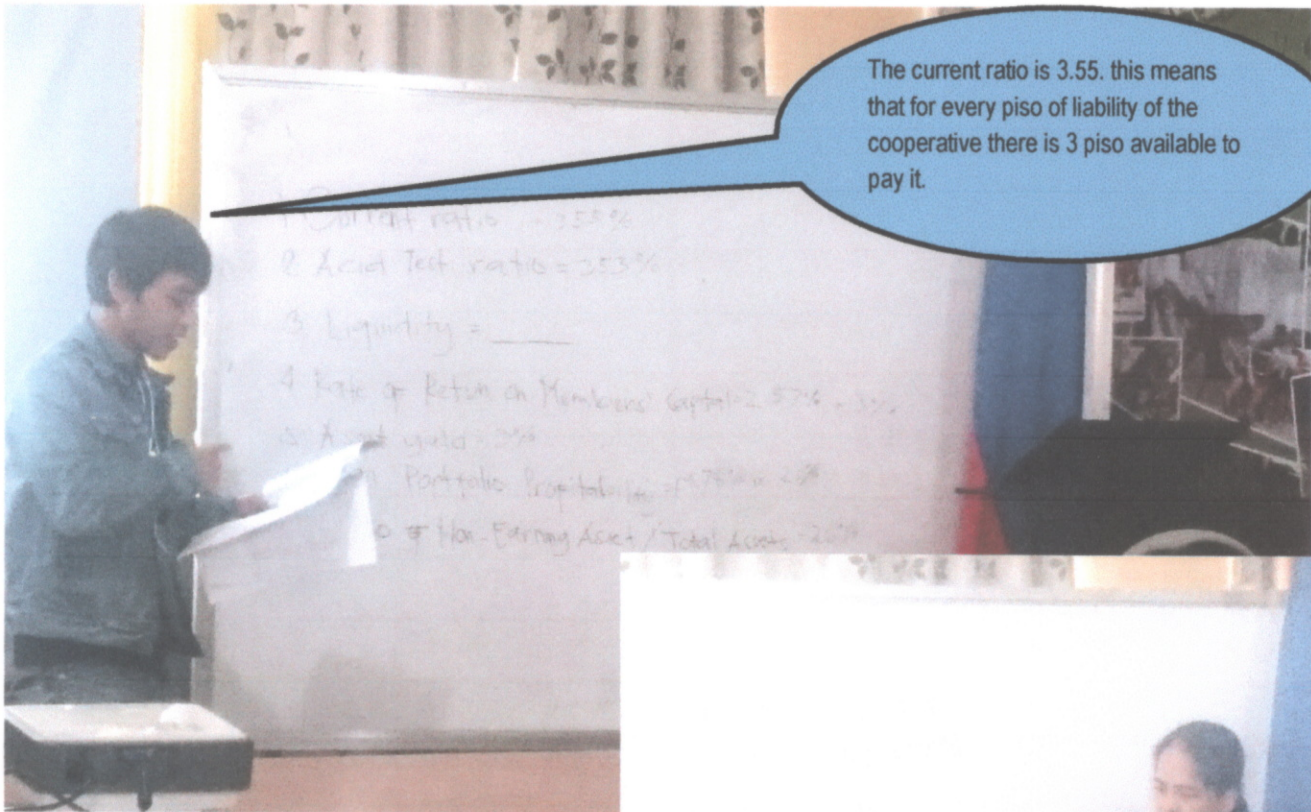 The current ratio is 3.55. this means
that for every piso of liability of the
cooperative there is 3 piso available to
pay it.
1 Current ratio = 355%
2 Acid Test ratio = 353%
3 Liquidity =
4 Rate of Return on Members' Capital = 2.57% = 3%
5 Asset yield =
Portfolio Profitability
of Non-Earning Asset / Total Assets